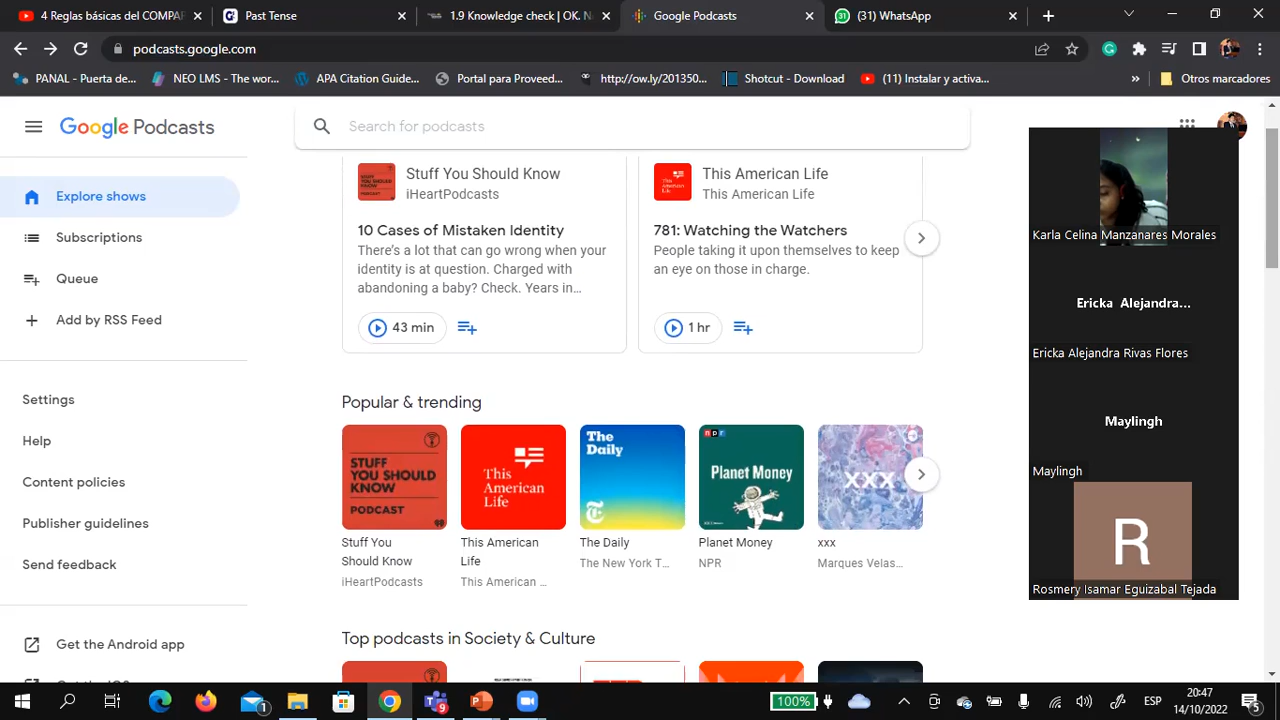 4 Reglas básicas del COMPAR
Past Tense
1.9 Knowledge check | OK. N
Google Podcasts
(31) WhatsApp
podcasts.google.com
PANAL - Puerta de...
NEO LMS - The wor...
APA Citation Guide...
Portal para Proveed...
http://ow.ly/201350...
Shotcut - Download
(11) Instalar y activa...
Otros marcadores
Google Podcasts
Search for podcasts
Explore shows
Subscriptions
Queue
Add by RSS Feed
Settings
Help
Content policies
Publisher guidelines
Send feedback
Get the Android app
STUFF YOU SHOULD KNOW
Stuff You Should Know
iHeartPodcasts
10 Cases of Mistaken Identity
There's a lot that can go wrong when your
identity is at question. Charged with
abandoning a baby? Check. Years in...
43 min
This American Life
This American Life
781: Watching the Watchers
People taking it upon themselves to keep
an eye on those in charge.
1 hr
Popular & trending
STUFF
YOU SHOULD
KNOW
PODCAST
This
American
Life
The
Daily
npr
Planet Money
xxx
Stuff You
Should Know
iHeartPodcasts
This American
Life
This American ...
The Daily
The New York T...
Planet Money
NPR
xxx
Marques Velas...
Top podcasts in Society & Culture
Karla Celina Manzanares Morales
Ericka Alejandra...
Ericka Alejandra Rivas Flores
Maylingh
Maylingh
R
Rosmery Isamar Eguizabal Tejada
1
9
100%
ESP
20:47
14/10/2022
5